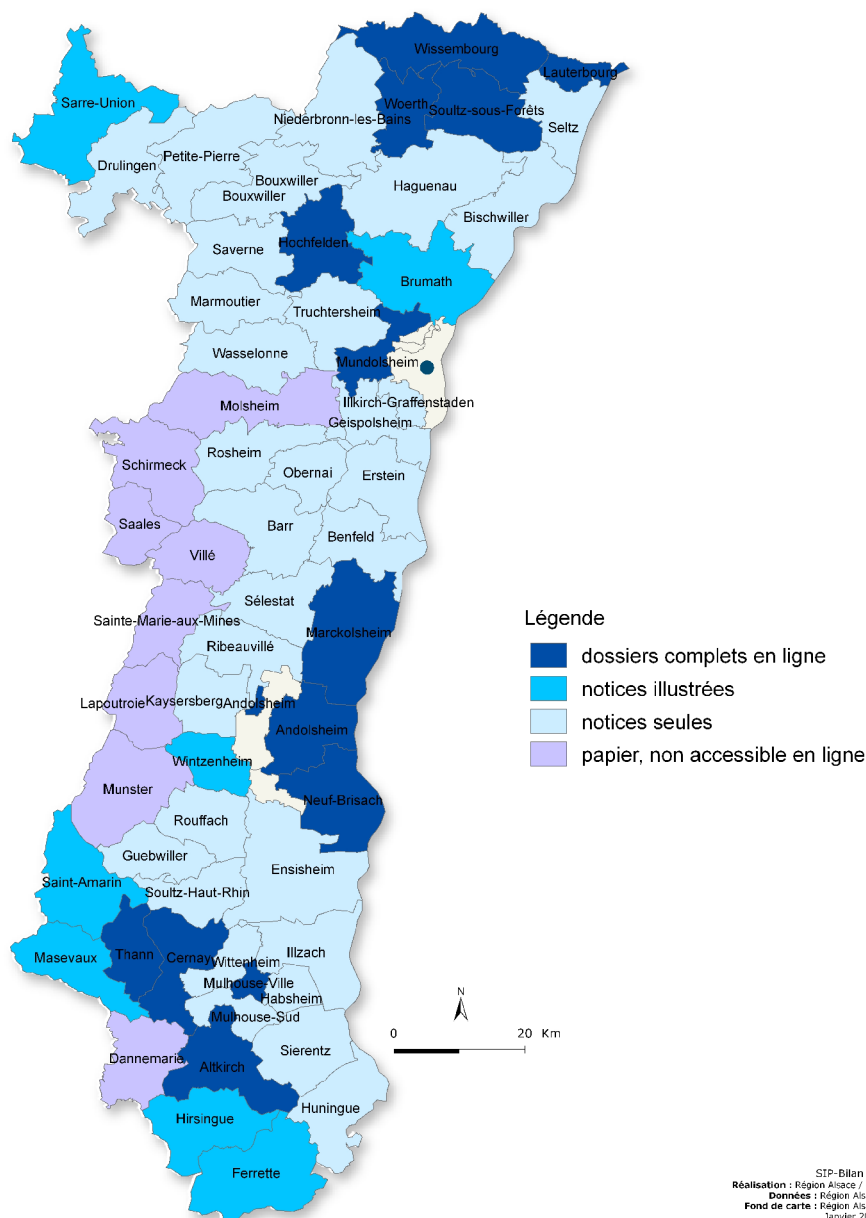 Wissembourg
Lauterbourg
Sarre-Union
Woerth
Soultz-sous-Forêts
Niederbronn-les-Bains
Seltz
Petite-Pierre
Drulingen
Bouxwiller
Haguenau
Bouxwiller
Bischwiller
Hochfelden
Saverne
Brumath
Marmoutier
Truchtersheim
Wasselonne
Mundolsheim
Molsheim
Illkirch-Graffenstaden
Geispolsheim
Rosheim
Schirmeck
Obernai
Erstein
Saales
Barr
Benfeld
Villé
Sélestat
Sainte-Marie-aux-Mines
Marckolsheim
Ribeauvillé
Lapoutroie
Kaysersberg
Andolsheim
Andolsheim
Wintzenheim
Munster
Neuf-Brisach
Rouffach
Guebwiller
Ensisheim
Saint-Amarin
Soultz-Haut-Rhin
Masevaux
Thann
Cernay
Wittenheim
Illzach
Mulhouse-Ville
Habsheim
Mulhouse-Sud
Sierentz
Dannemarie
Altkirch
Huningue
Hirsingue
Ferrette
Légende
dossiers complets en ligne
notices illustrées
notices seules
papier, non accessible en ligne
N
0 20 Km
SIP-Bilan
Réalisation : Région Alsace /
Données : Région Als
Fond de carte : Région Als
Janvier 2